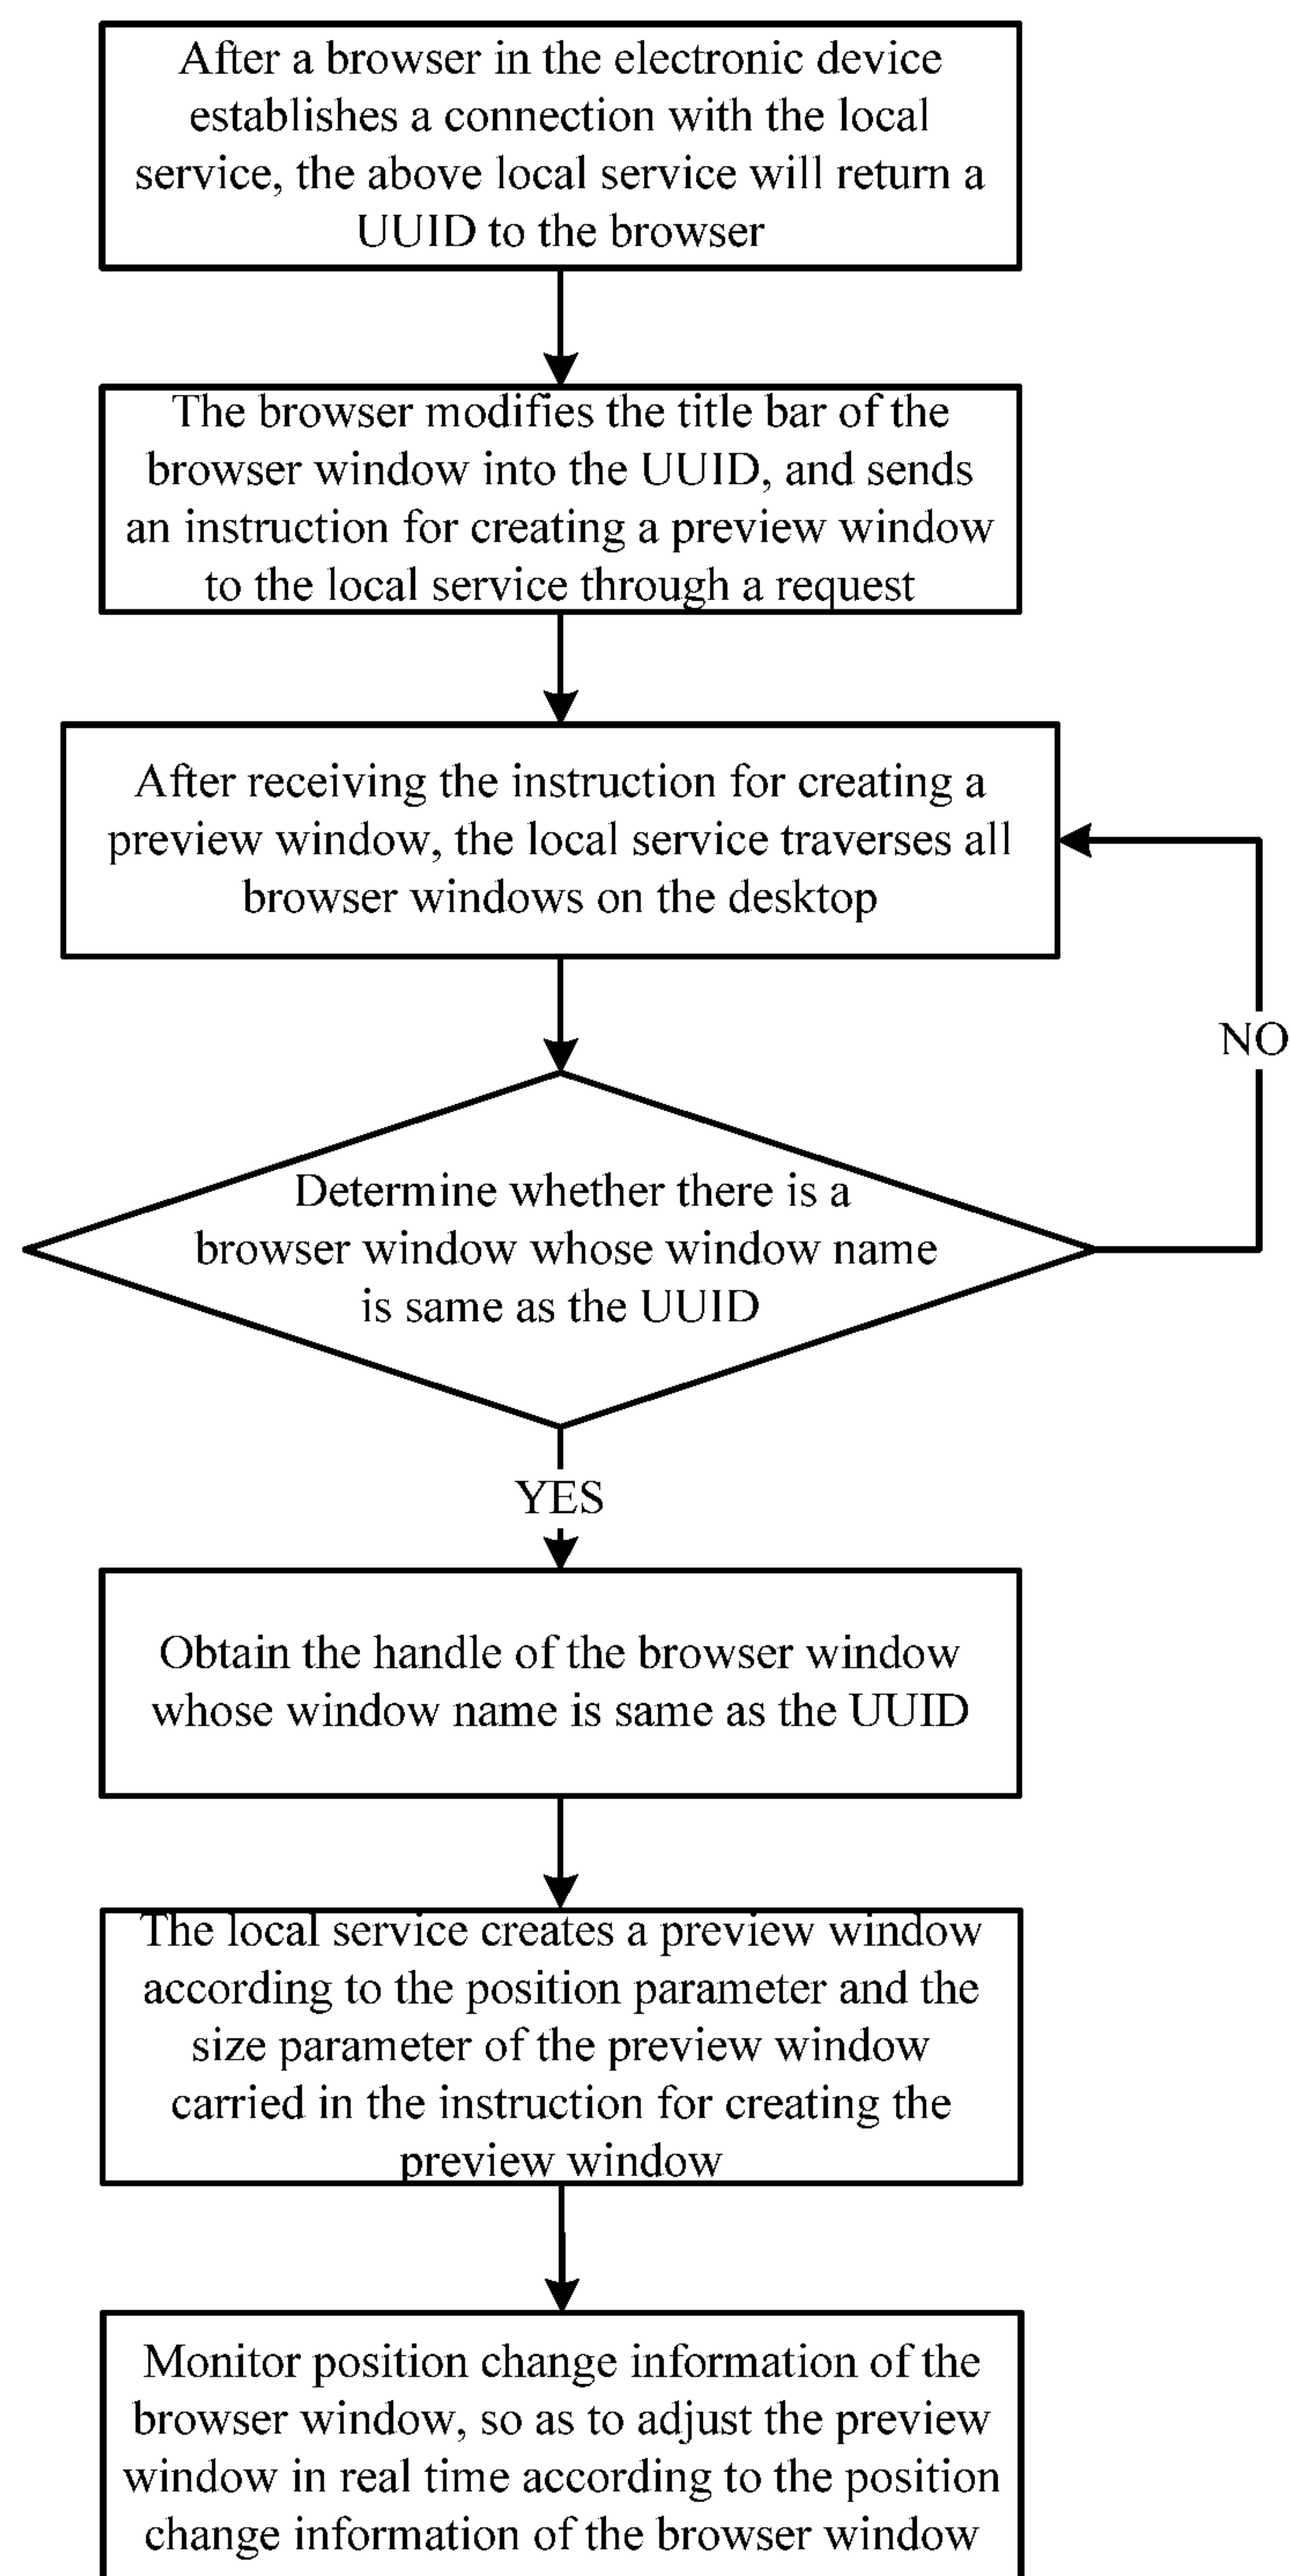 After a browser in the electronic device
establishes a connection with the local
service, the above local service will return a
UUID to the browser
The browser modifies the title bar of the
browser window into the UUID, and sends
an instruction for creating a preview window
to the local service through a request
After receiving the instruction for creating a
preview window, the local service traverses all
browser windows on the desktop
NO
Determine whether there is a
browser window whose window name
is same as the UUID
YES
Obtain the handle of the browser window
whose window name is same as the UUID
The local service creates a preview window
according to the position parameter and the
size parameter of the preview window
carried in the instruction for creating the
preview window
Monitor position change information of the
browser window, so as to adjust the preview
window in real time according to the position
change information of the browser window